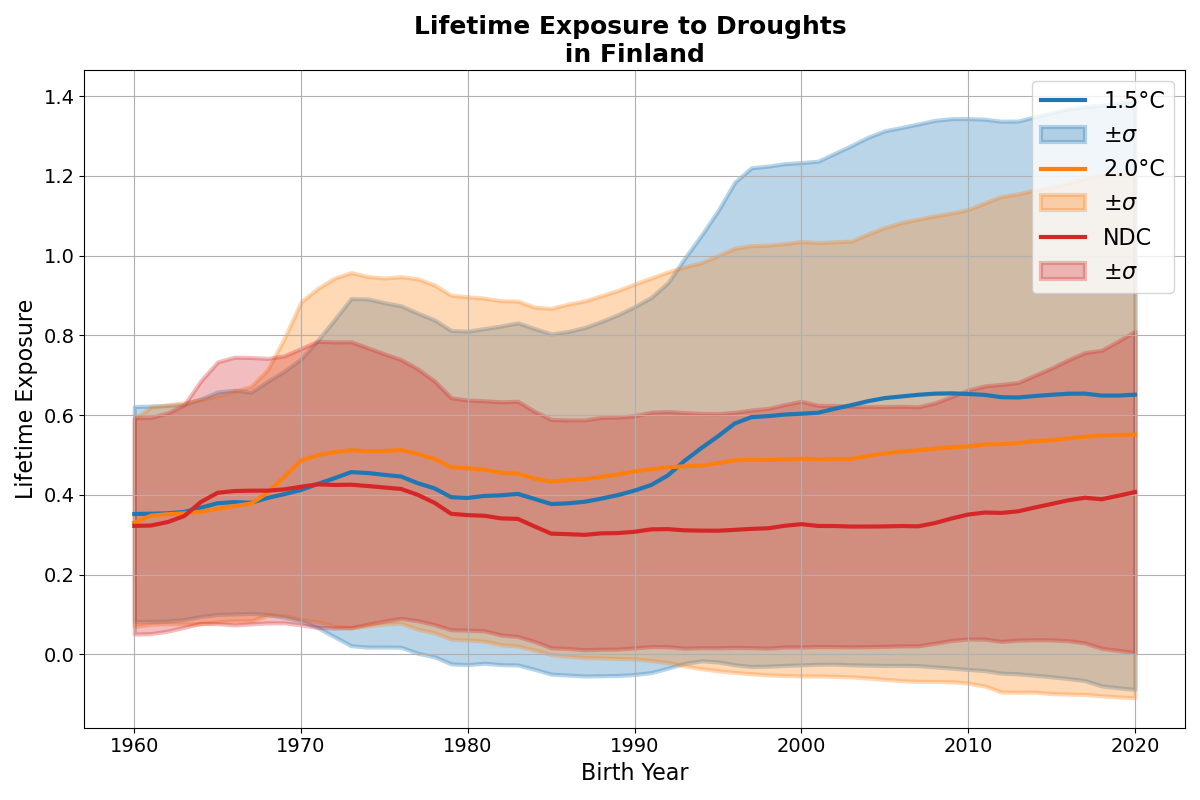 Lifetime Exposure to Droughts
in Finland
1.4
1.2
1.0
0.8
0.6
0.4
0.2
0.0
Lifetime Exposure
1.5°C
±σ
2.0°C
±σ
NDC
±σ
1960
1970
1980
1990
2000
2010
2020
Birth Year